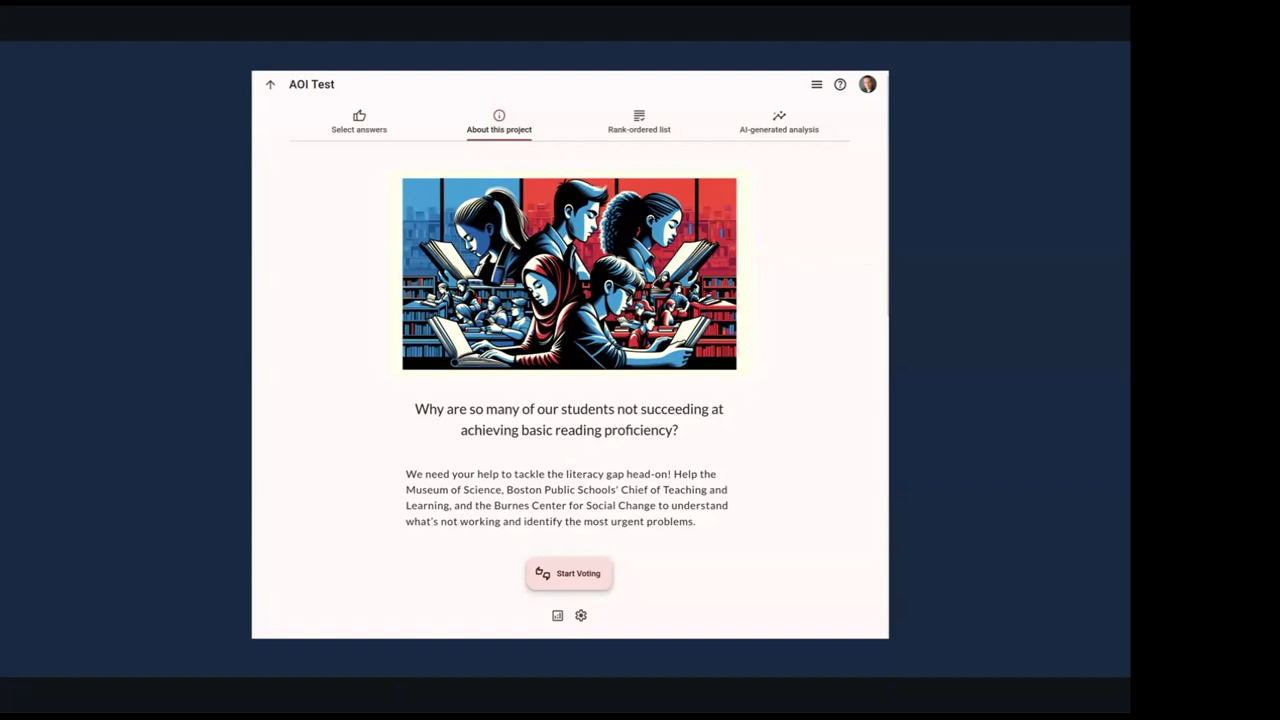 AOI Test
Select answers
About this project
Rank-ordered list
AI-generated analysis
Why are so many of our students not succeeding at
achieving basic reading proficiency?
We need your help to tackle the literacy gap head-on! Help the
Museum of Science, Boston Public Schools' Chief of Teaching and
Learning, and the Burnes Center for Social Change to understand
what's not working and identify the most urgent problems.
Start Voting